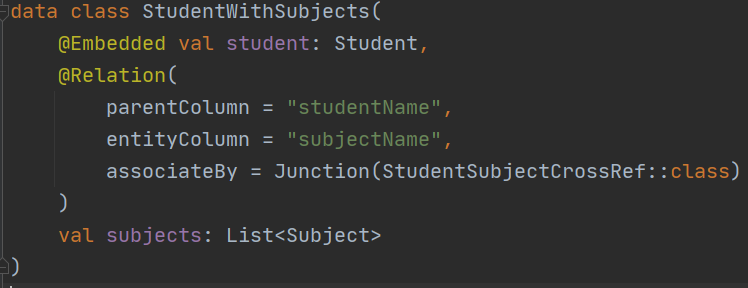 data class StudentWithSubjects(
    @Embedded val student: Student,
    @Relation(
        parentColumn = "studentName",
        entityColumn = "subjectName",
        associateBy = Junction(StudentSubjectCrossRef::class)
    )
    val subjects: List<Subject>
)